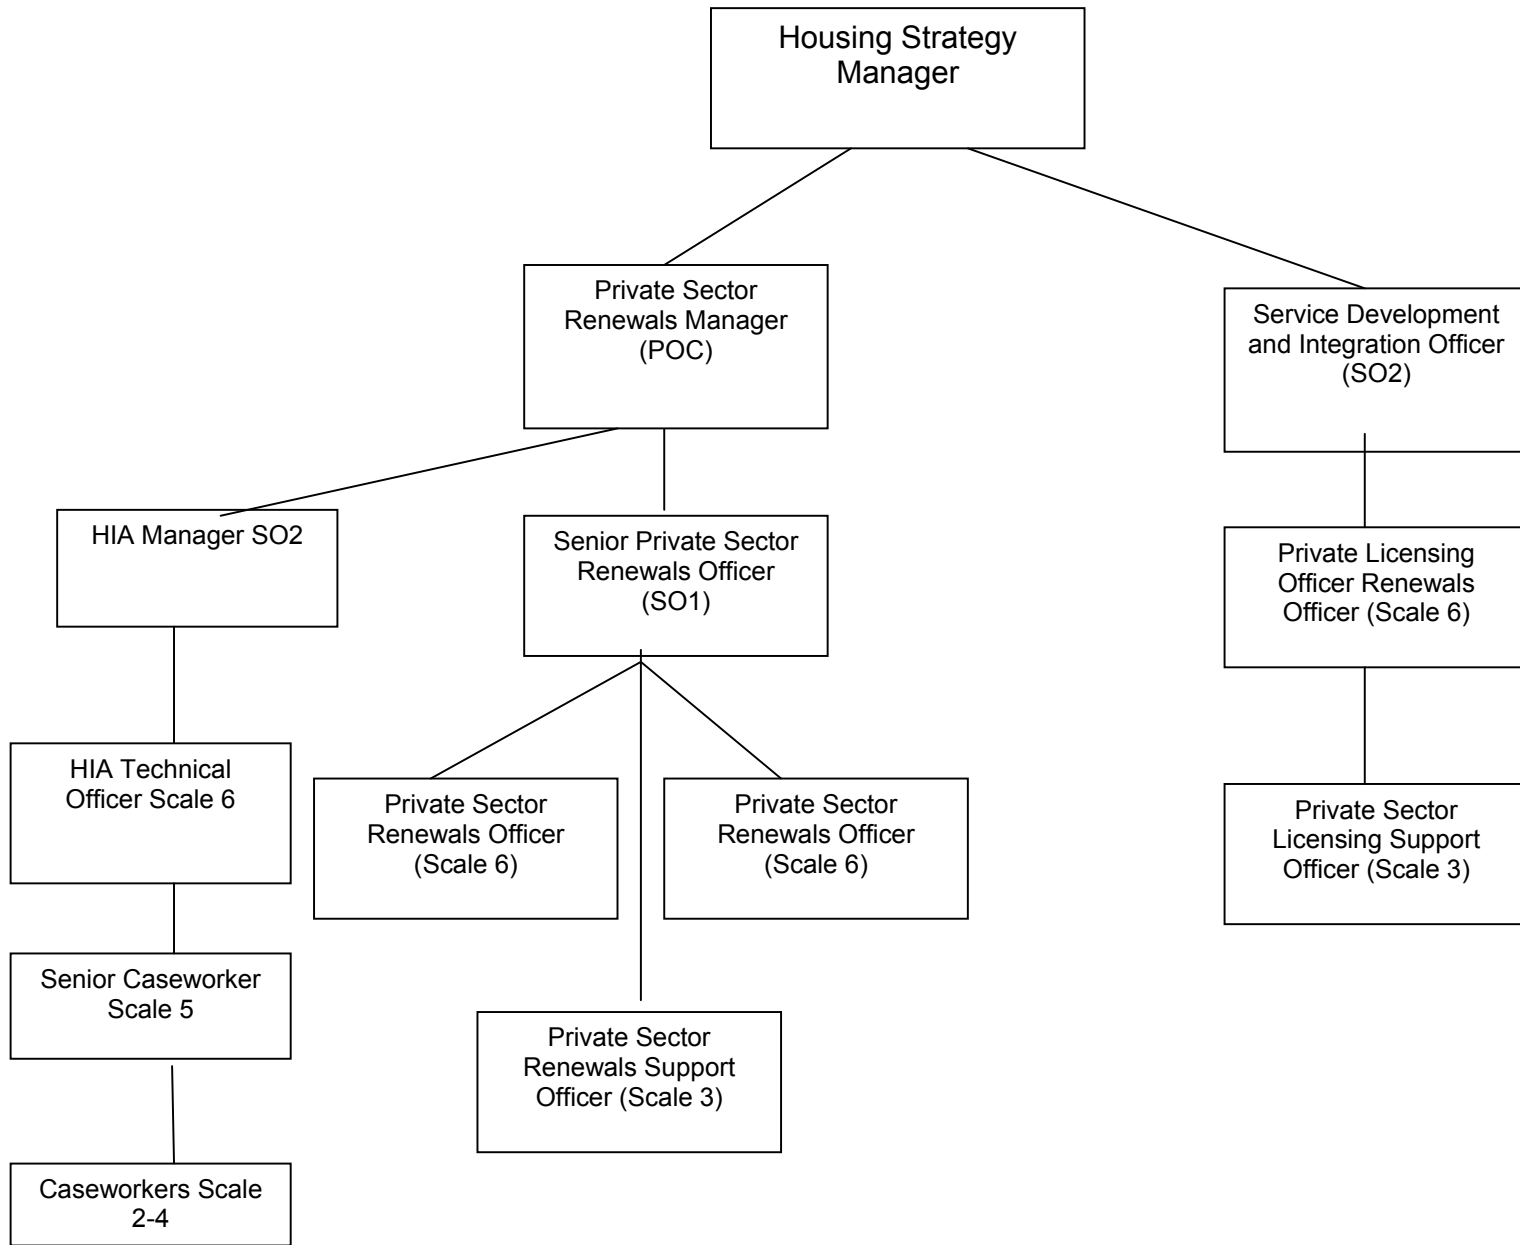 Housing Strategy
Manager
Private Sector
Renewals Manager
(POC)
Service Development
and Integration Officer
(SO2)
HIA Manager SO2
Senior Private Sector
Renewals Officer
(SO1)
Private Licensing
Officer Renewals
Officer (Scale 6)
HIA Technical
Officer Scale 6
Private Sector
Renewals Officer
(Scale 6)
Private Sector
Renewals Officer
(Scale 6)
Private Sector
Licensing Support
Officer (Scale 3)
Senior Caseworker
Scale 5
Private Sector
Renewals Support
Officer (Scale 3)
Caseworkers Scale
2-4